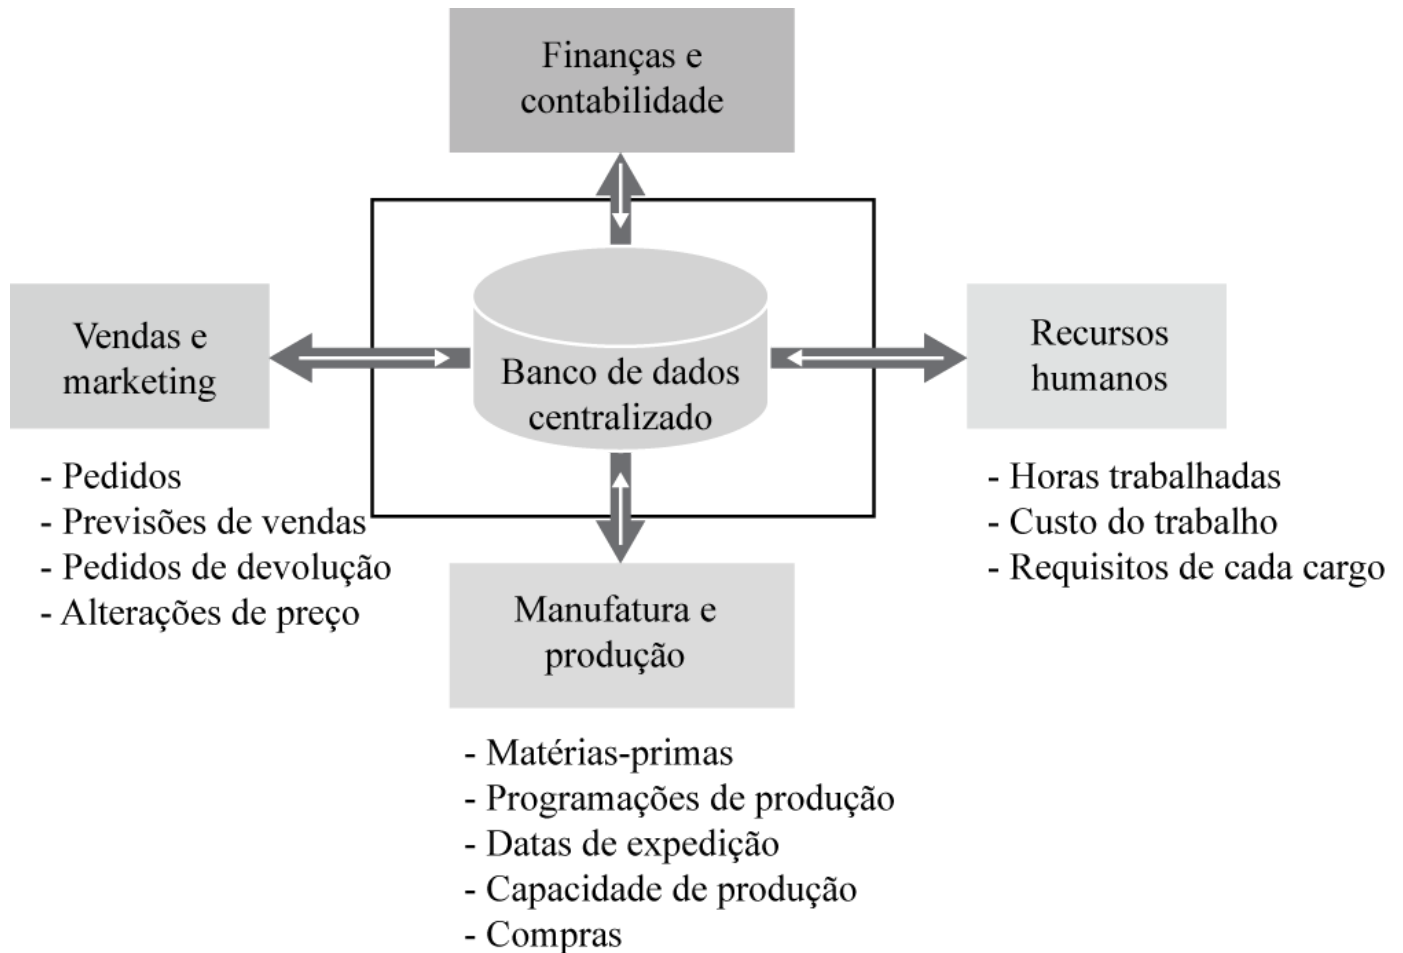 Finanças e
contabilidade
Vendas e
marketing
- Pedidos
- Previsões de vendas
- Pedidos de devolução
- Alterações de preço
Banco de dados
centralizado
Recursos
humanos
- Horas trabalhadas
- Custo do trabalho
- Requisitos de cada cargo
Manufatura e
produção
- Matérias-primas
- Programações de produção
- Datas de expedição
- Capacidade de produção
- Compras